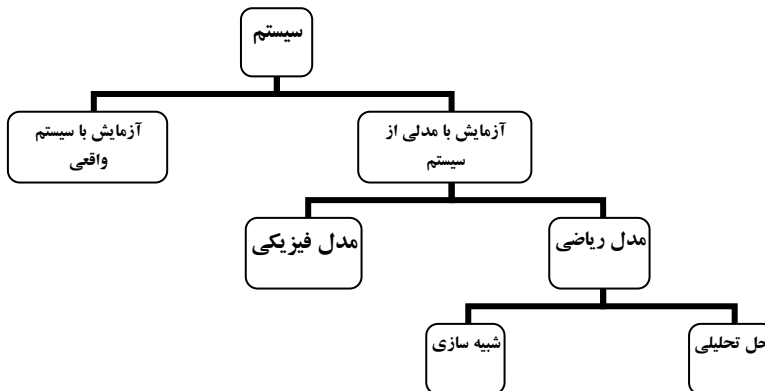 سیستم
آزمایش با مدلی از
سیستم
آزمایش با سیستم
واقعی
مدل ریاضی
مدل فیزیکی
حل تحلیلی
شبیه سازی